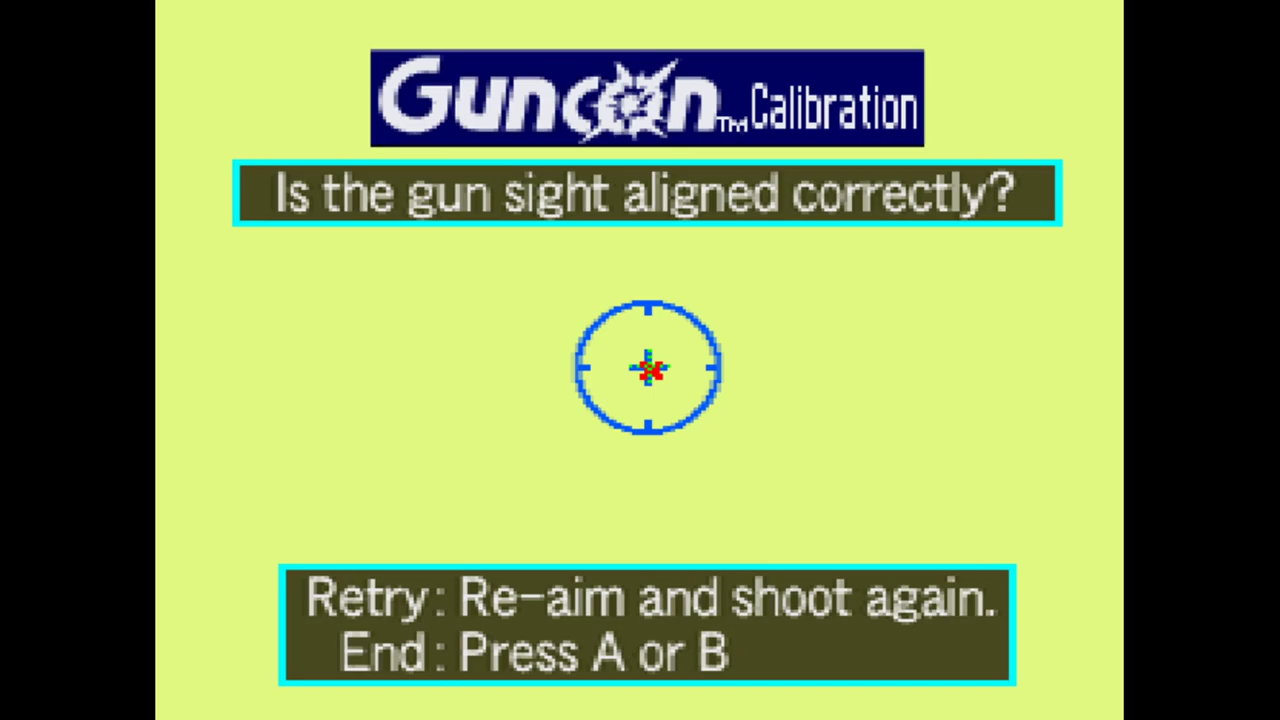 Guncon™ Calibration
Is the gun sight aligned correctly?
Retry: Re-aim and shoot again.
End: Press A or B